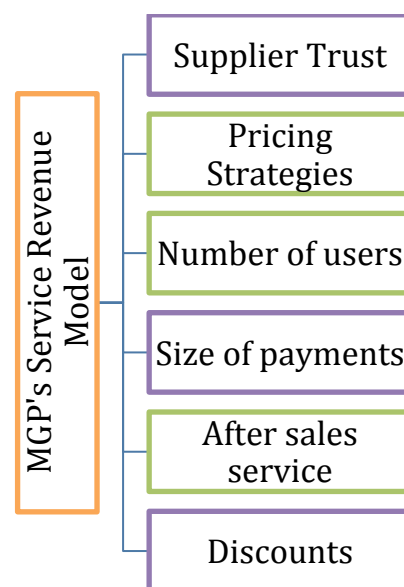 MGP's Service Revenue
Model
Supplier Trust
Pricing
Strategies
Number of users
Size of payments
After sales
service
Discounts